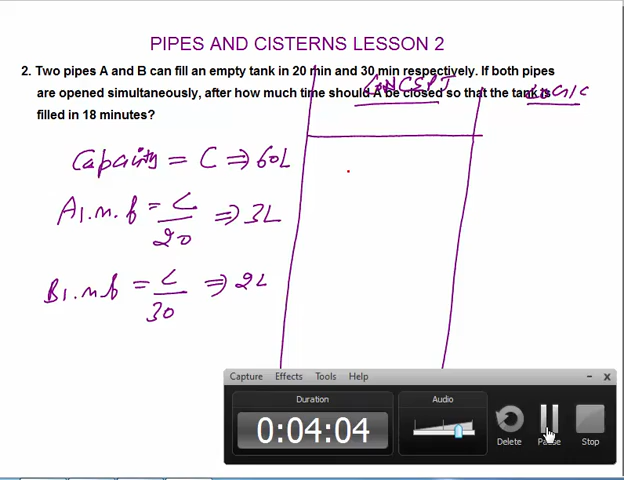 PIPES AND CISTERNS LESSON 2
2. Two pipes A and B can fill an empty tank in 20 min and 30 min respectively. If both pipes
are opened simultaneously, after how much time should A be closed so that the tank is
filled in 18 minutes?
CONCEPT
LOGIC
Capacity = C ⇒ 60L
A 1.m.f = C/20 ⇒ 3L
B 1.m.f = C/30 ⇒ 2L
Capture Effects Tools Help
Duration Audio
0:04:04
Delete Pause Stop